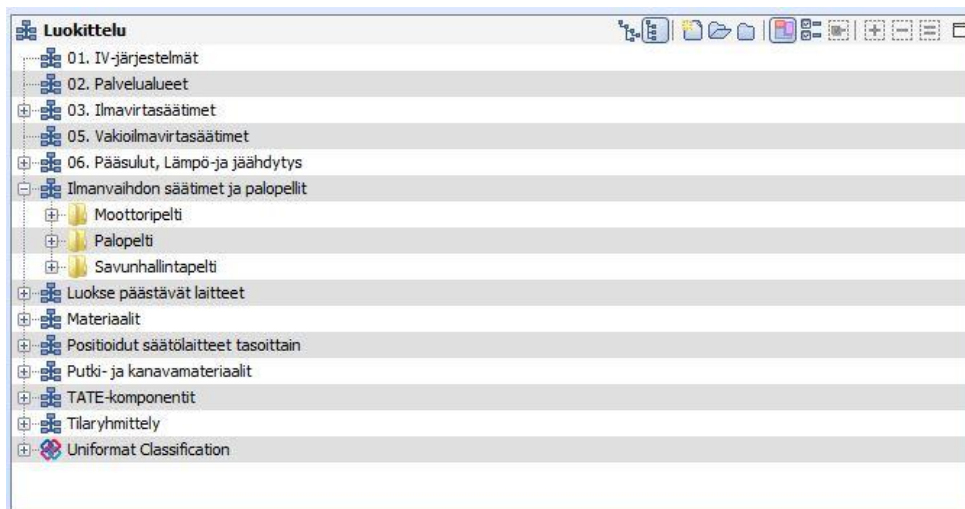 Luokittelu
01. IV-järjestelmät
02. Palvelualueet
03. Ilmavirtasäätimet
05. Vakioilmavirtasäätimet
06. Pääsulut, Lämpö-ja jäähdytys
Ilmanvaihdon säätimet ja palopellit
Moottoripelti
Palopelti
Savunhallintapelti
Luokse päästävät laitteet
Materiaalit
Positioidut säätölaitteet tasoittain
Putki- ja kanavamateriaalit
TATE-komponentit
Tilaryhmittely
Uniformat Classification